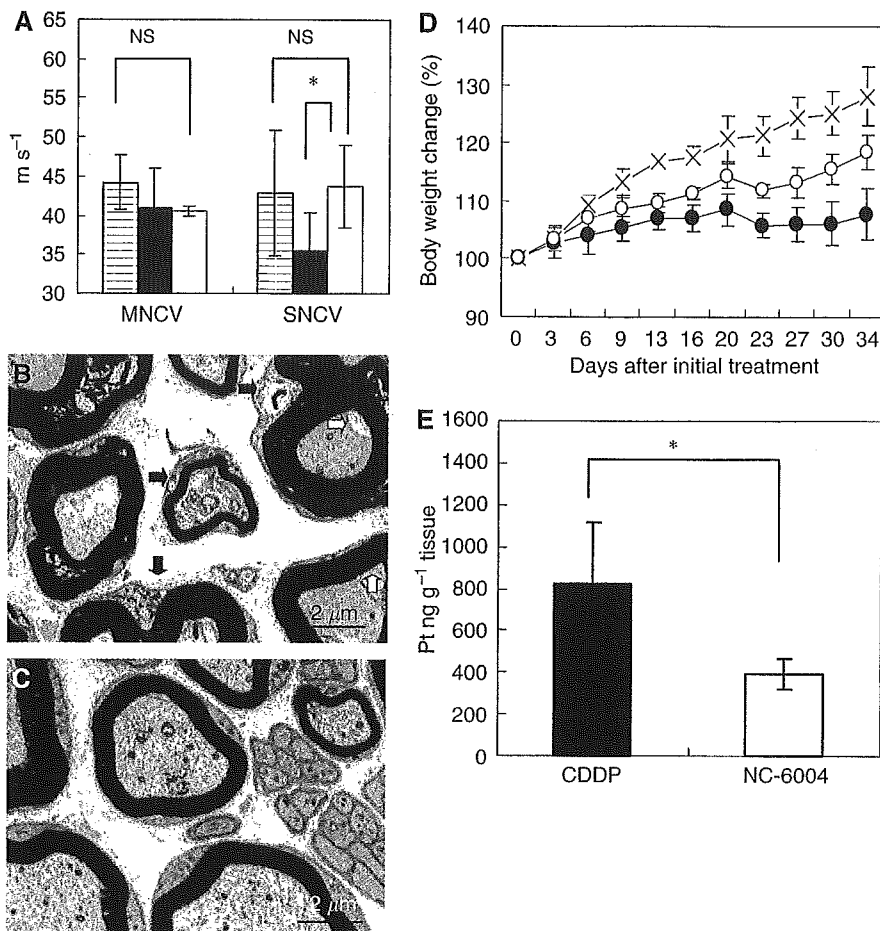 A
65
60
55
50
45
40
35
30
m s⁻¹
NS
NS
*
MNCV
SNCV
B
2 μm
C
2 μm
D
140
130
120
110
100
90
Body weight change (%)
0 3 6 9 13 16 20 23 27 30 34
Days after initial treatment
E
1600
1400
1200
1000
800
600
400
200
0
Pt ng g⁻¹ tissue
*
CDDP
NC-6004